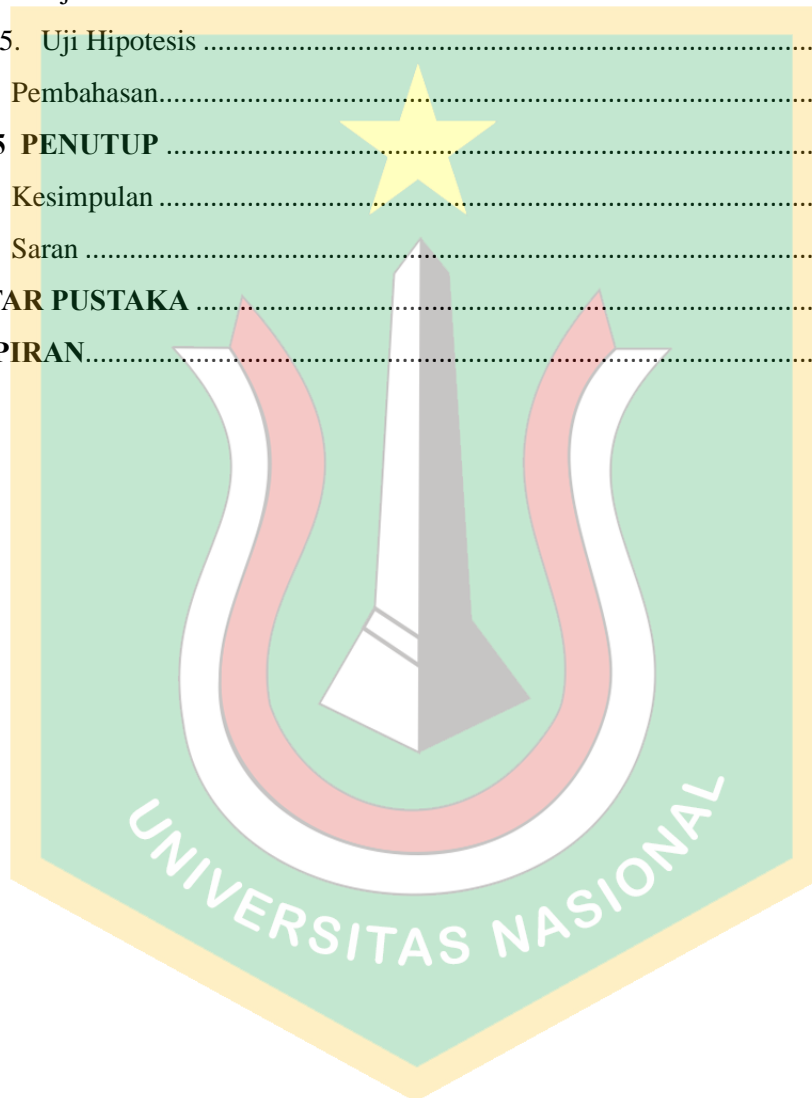 5. Uji Hipotesis ........................................................................
Pembahasan........................................................................
5 PENUTUP ........................................................................
Kesimpulan ........................................................................
Saran ........................................................................
TAR PUSTAKA ........................................................................
PIRAN........................................................................
UNIVERSITAS NASIONAL